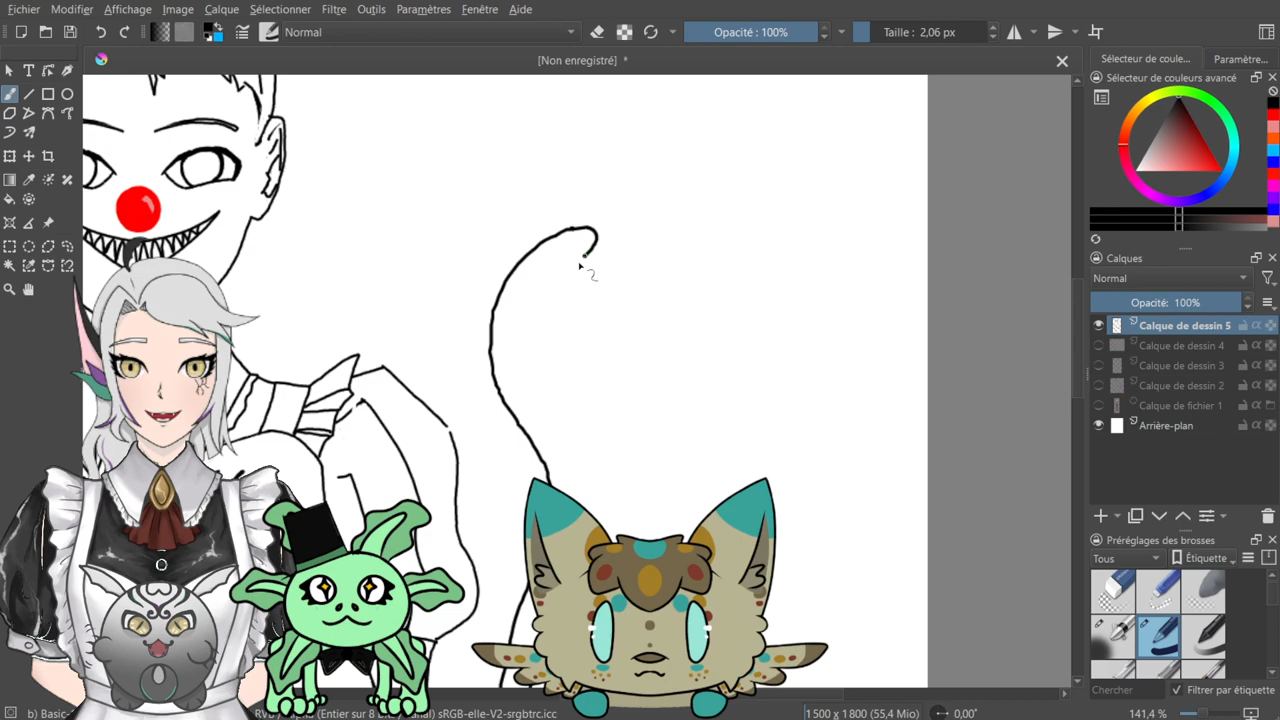 Fichier Modifier Affichage Image Calque Sélectionner Filtre Outils Paramètres Fenêtre Aide
Normal Opacité : 100% Taille : 2,06 px
[Non enregistré] *
Sélecteur de coule... Paramètre...
Sélecteur de couleurs avancé
Calques
Normal
Opacité: 100%
Calque de dessin 5
Calque de dessin 4
Calque de dessin 3
Calque de dessin 2
Calque de fichier 1
Arrière-plan
Préréglages des brosses
Tous Étiquette
Chercher Filtrer par étiquette
b) Basic- (Entier sur 8 sRGB-elle-V2-srgbtrc.icc 1 500 x 1 800 (55,4 Mio) 0,00° 141,4 %